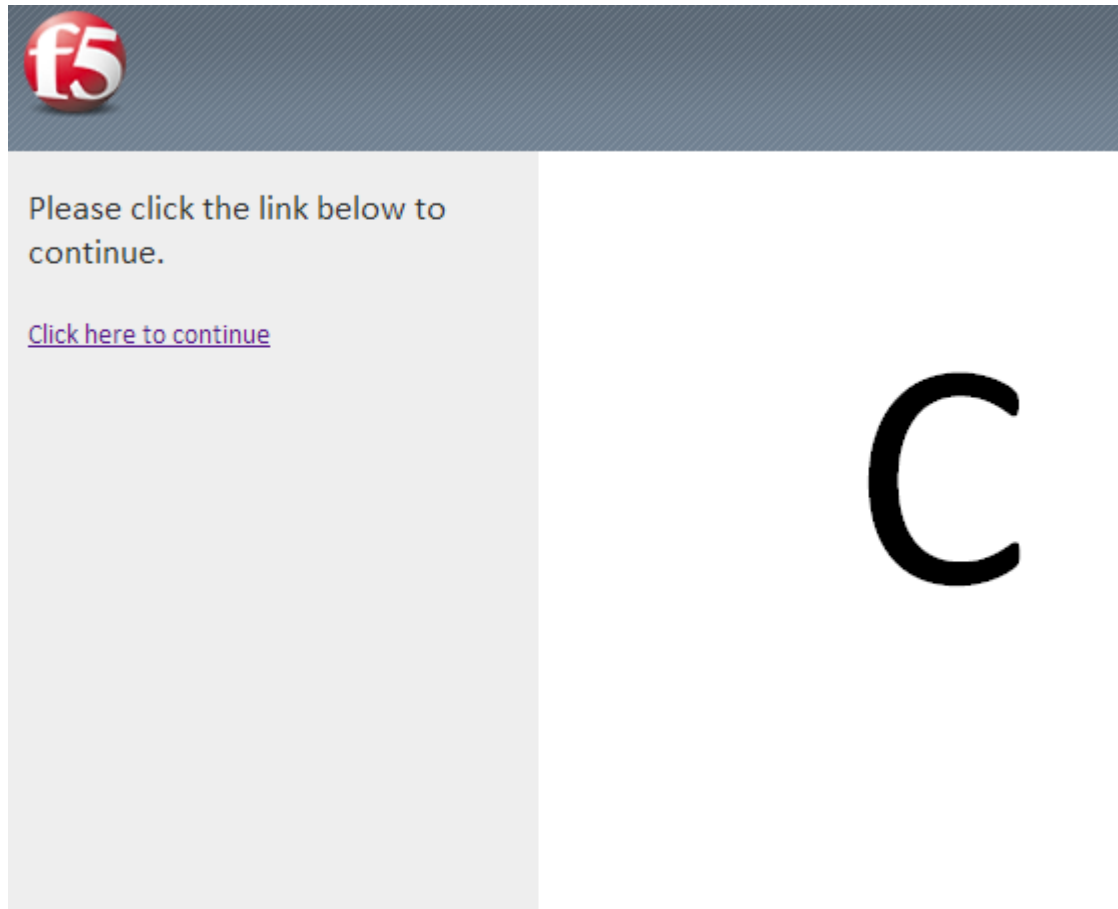 f5
Please click the link below to
continue.
Click here to continue
C